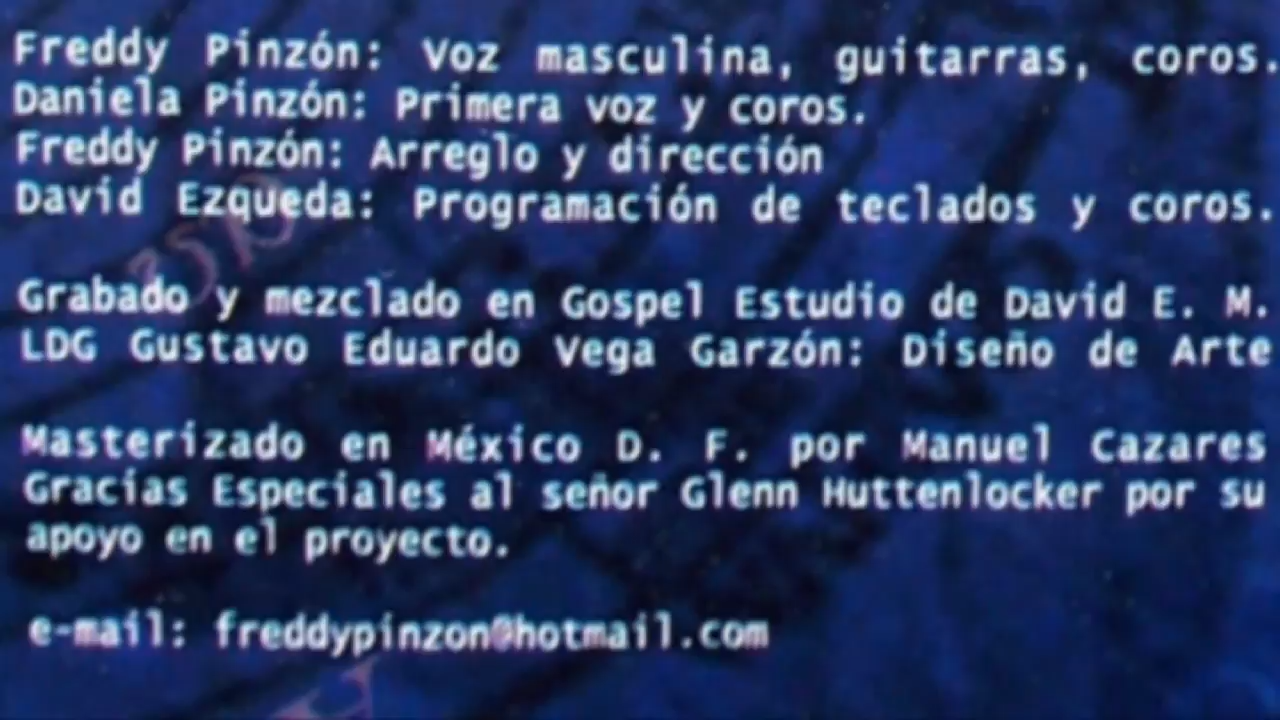 Freddy Pinzón: Voz masculina, guitarras, coros.
Daniela Pinzón: Primera voz y coros.
Freddy Pinzón: Arreglo y dirección
David Ezqueda: Programación de teclados y coros.
Grabado y mezclado en Gospel Estudio de David E. M.
LDG Gustavo Eduardo Vega Garzón: Diseño de Arte
Masterizado en México D. F. por Manuel Cazares
Gracias Especiales al señor Glenn Huttenlocker por su
apoyo en el proyecto.
e-mail: freddypinzon@hotmail.com